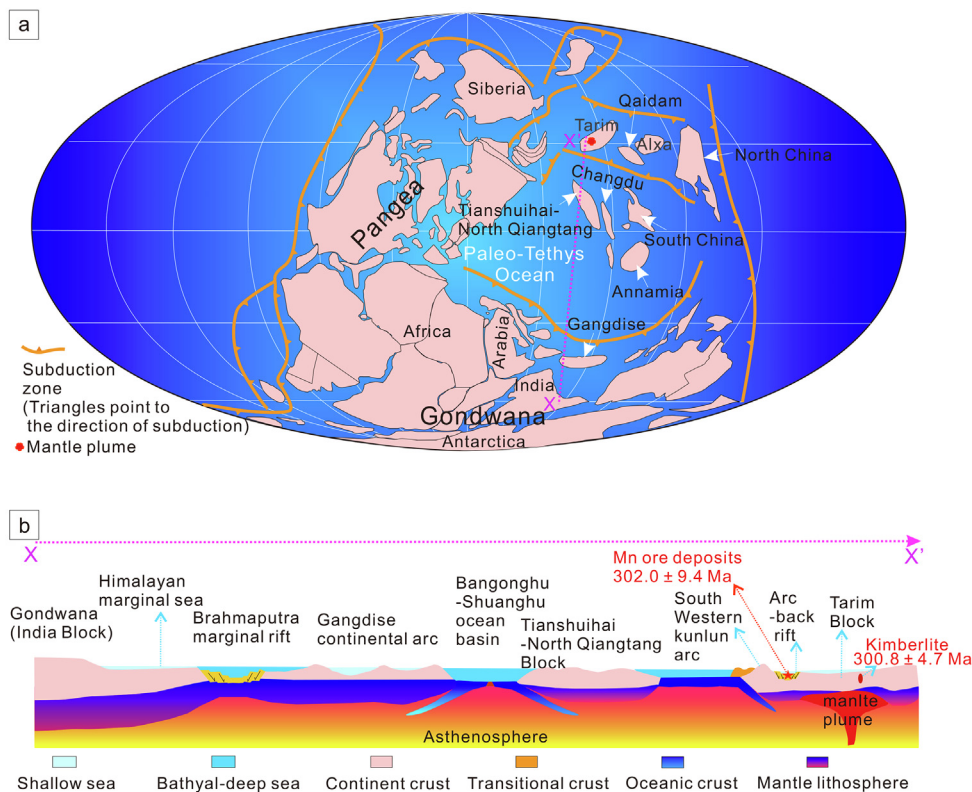 a
Siberia
Qaidam
Tarim
X'
Alxa
North China
Changdu
Pangea
Tianshuihai-
North Qiangtang
South China
Paleo-Tethys
Ocean
Annamia
Gangdise
Africa
Arabia
India
X
Gondwana
Antarctica
Subduction
zone
(Triangles point to
the direction of subduction)
Mantle plume
b
X
X'
Mn ore deposits
302.0 ± 9.4 Ma
Himalayan
marginal sea
Gondwana
(India Block)
Brahmaputra
marginal rift
Gangdise
continental arc
Bangonghu
-Shuanghu
ocean
basin
Tianshuihai
-North Qiangtang
Block
South
Western
kunlun
arc
Arc
-back
rift
Tarim
Block
Kimberlite
300.8 ± 4.7 Ma
manlte
plume
Asthenosphere
Shallow sea
Bathyal-deep sea
Continent crust
Transitional crust
Oceanic crust
Mantle lithosphere